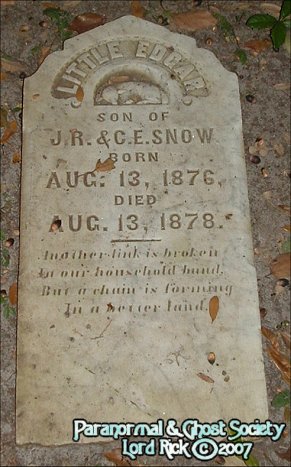 LITTLE EDGAR
SON OF
J.R. & C.E. SNOW
BORN
AUG. 13, 1876,
DIED
AUG. 13, 1878.
Another link is broken
In our household band,
But a chain is forming
In a better land.
Paranormal & Ghost Society
Lord Rick©2007